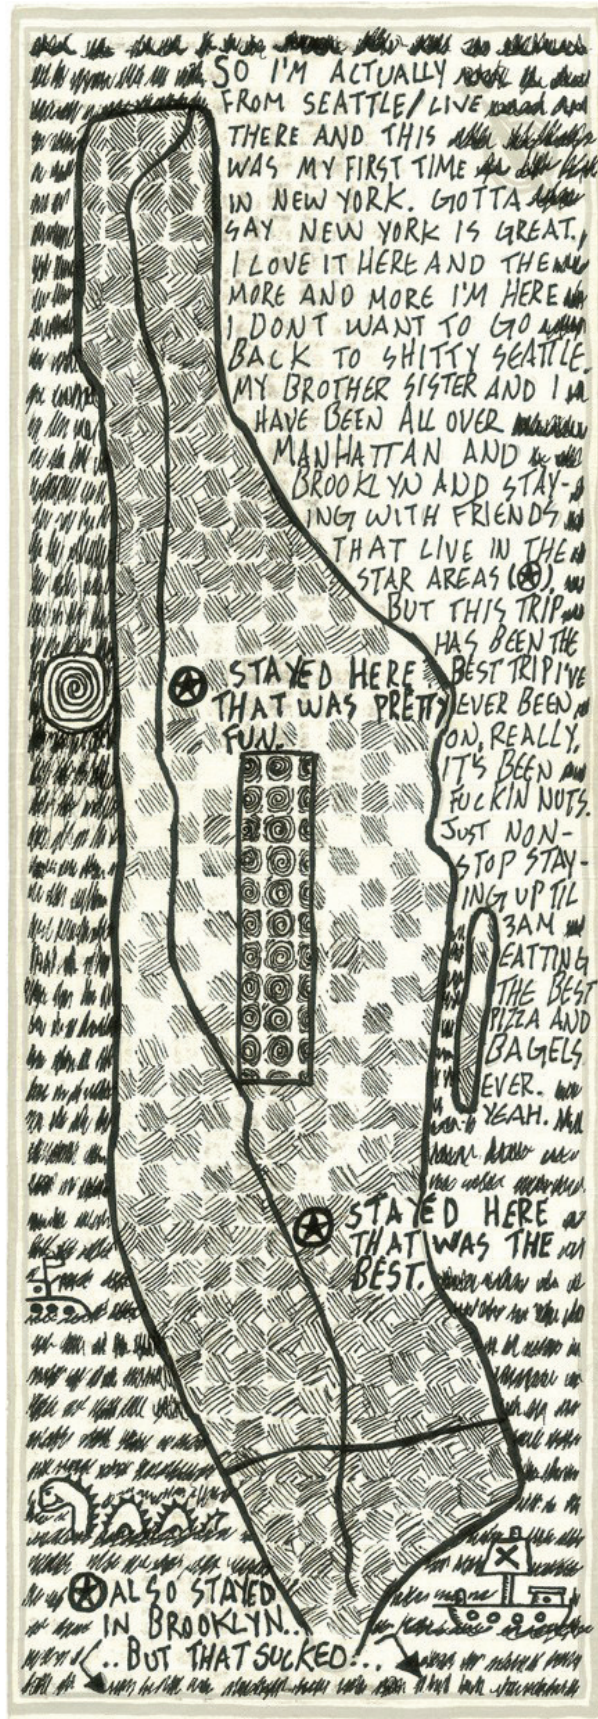 SO I'M ACTUALLY
FROM SEATTLE/LIVE
THERE AND THIS
WAS MY FIRST TIME
IN NEW YORK. GOTTA
SAY NEW YORK IS GREAT.
I LOVE IT HERE AND THE
MORE AND MORE I'M HERE
I DONT WANT TO GO
BACK TO SHITTY SEATTLE.
MY BROTHER SISTER AND I
HAVE BEEN ALL OVER
MANHATTAN AND
BROOKLYN AND STAY-
ING WITH FRIENDS
THAT LIVE IN THE
STAR AREAS (★).
BUT THIS TRIP
HAS BEEN THE
BEST TRIP I'VE
EVER BEEN
ON, REALLY,
IT'S BEEN
FUCKIN NUTS.
JUST NON-
STOP STAY-
ING UP TIL
3AM
EATTING
THE BEST
PIZZA AND
BAGELS
EVER.
YEAH.
★ STAYED HERE
THAT WAS PRETTY
FUN.
★ STAYED HERE
THAT WAS THE
BEST.
★ ALSO STAYED
IN BROOKLYN..
.. BUT THAT SUCKED...
X